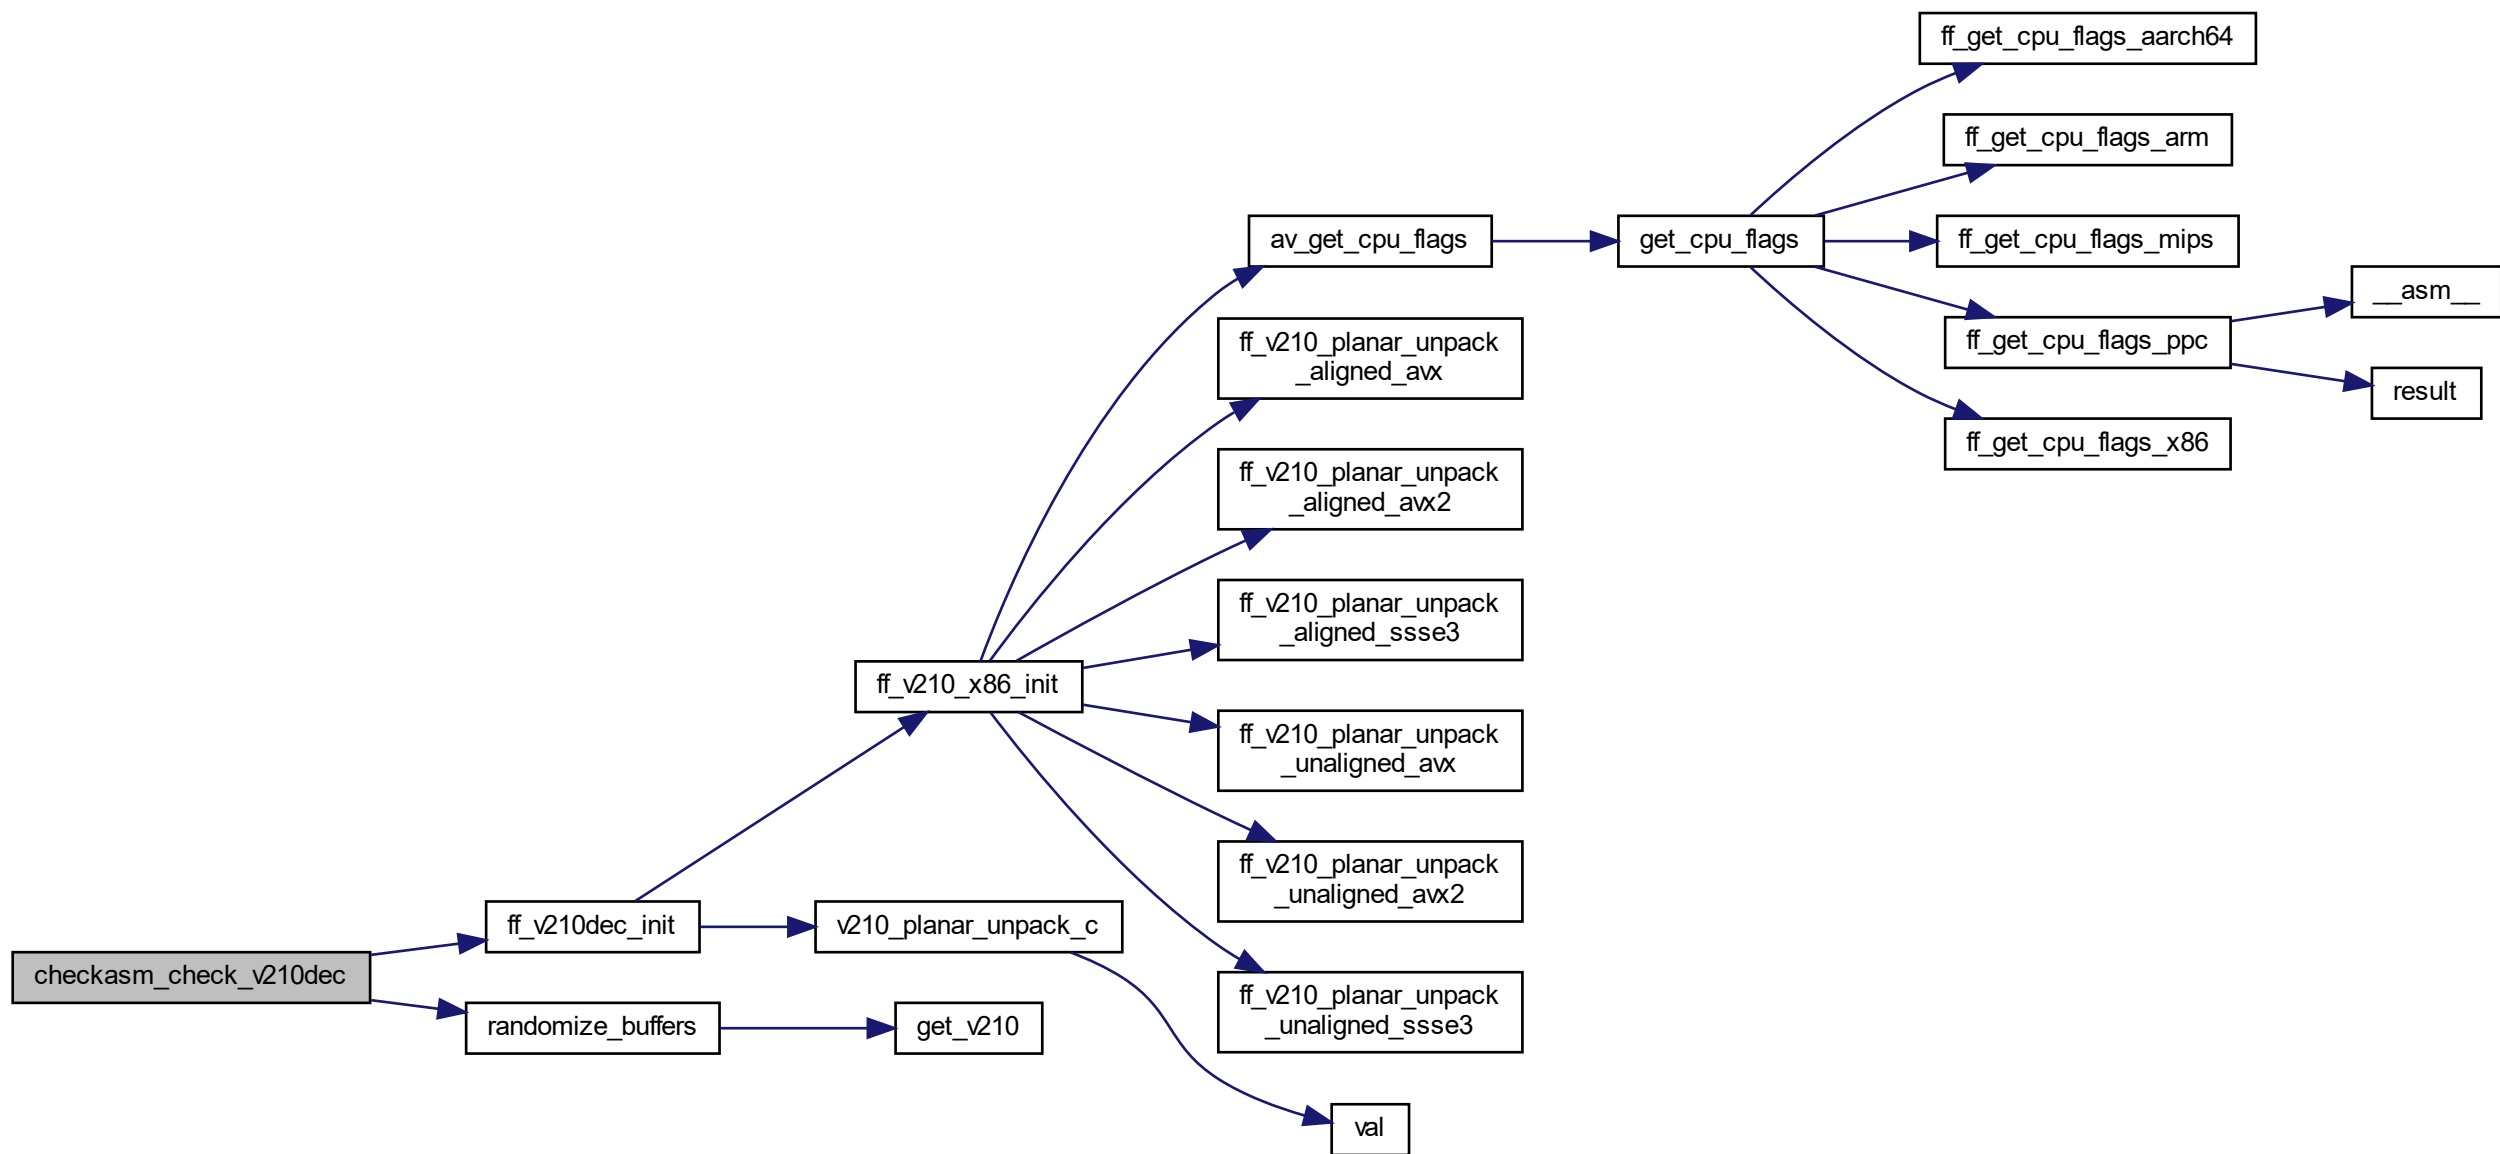 ff_get_cpu_flags_aarch64
ff_get_cpu_flags_arm
av_get_cpu_flags
get_cpu_flags
ff_get_cpu_flags_mips
__asm__
ff_v210_planar_unpack
_aligned_avx
ff_get_cpu_flags_ppc
result
ff_get_cpu_flags_x86
ff_v210_planar_unpack
_aligned_avx2
ff_v210_planar_unpack
_aligned_ssse3
ff_v210_x86_init
ff_v210_planar_unpack
_unaligned_avx
ff_v210_planar_unpack
_unaligned_avx2
ff_v210dec_init
v210_planar_unpack_c
checkasm_check_v210dec
ff_v210_planar_unpack
_unaligned_ssse3
randomize_buffers
get_v210
val